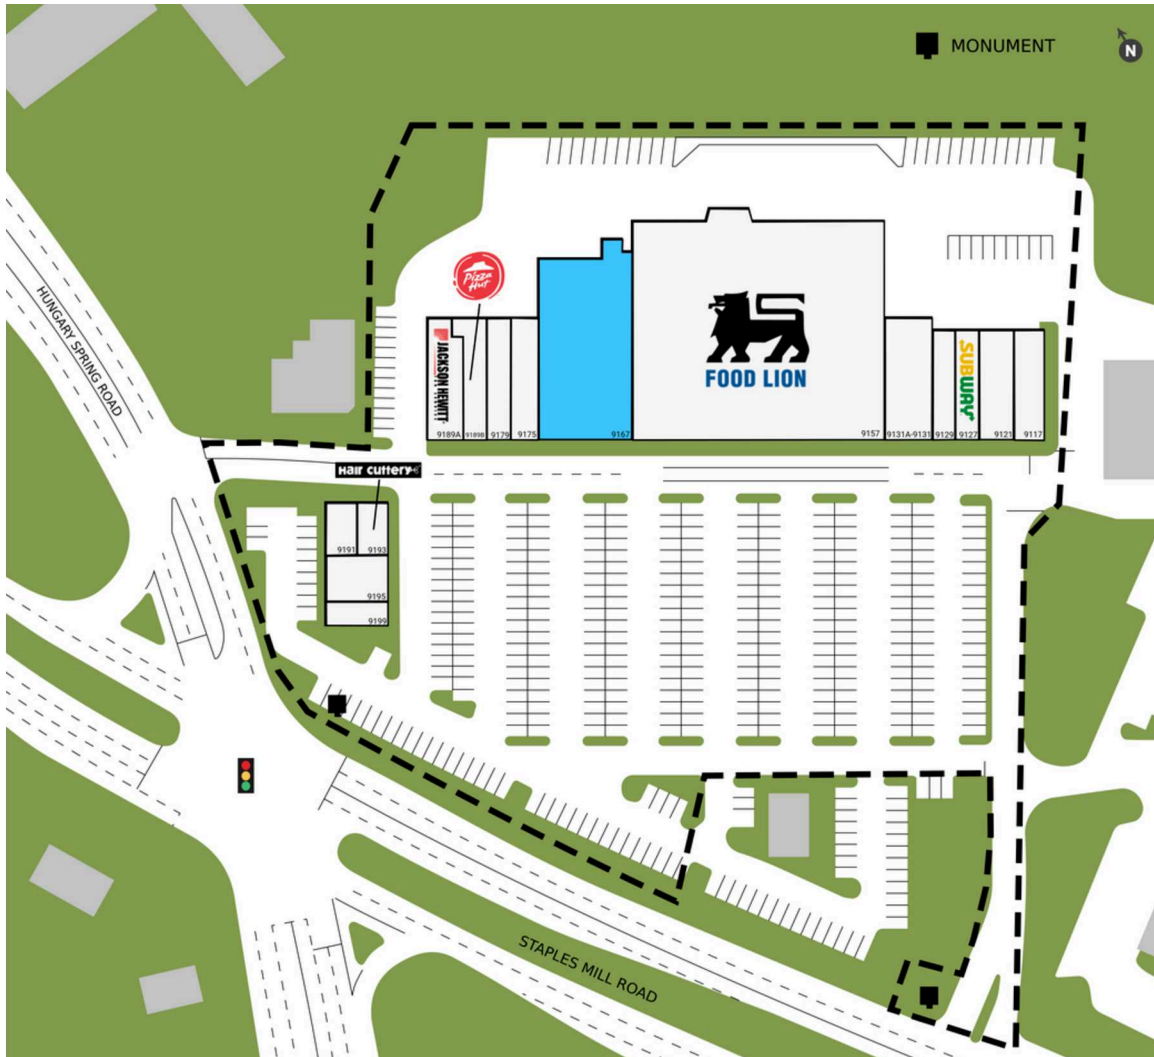 MONUMENT
N
HUNGARY SPRING ROAD
Pizza
Hut
JACKSON HEWITT
FOOD LION
SUBWAY
9189A
9189B
9179
9175
9167
9157
9131A-9131
9129
9127
9121
9117
Hair Cuttery
9191
9193
9195
9199
STAPLES MILL ROAD